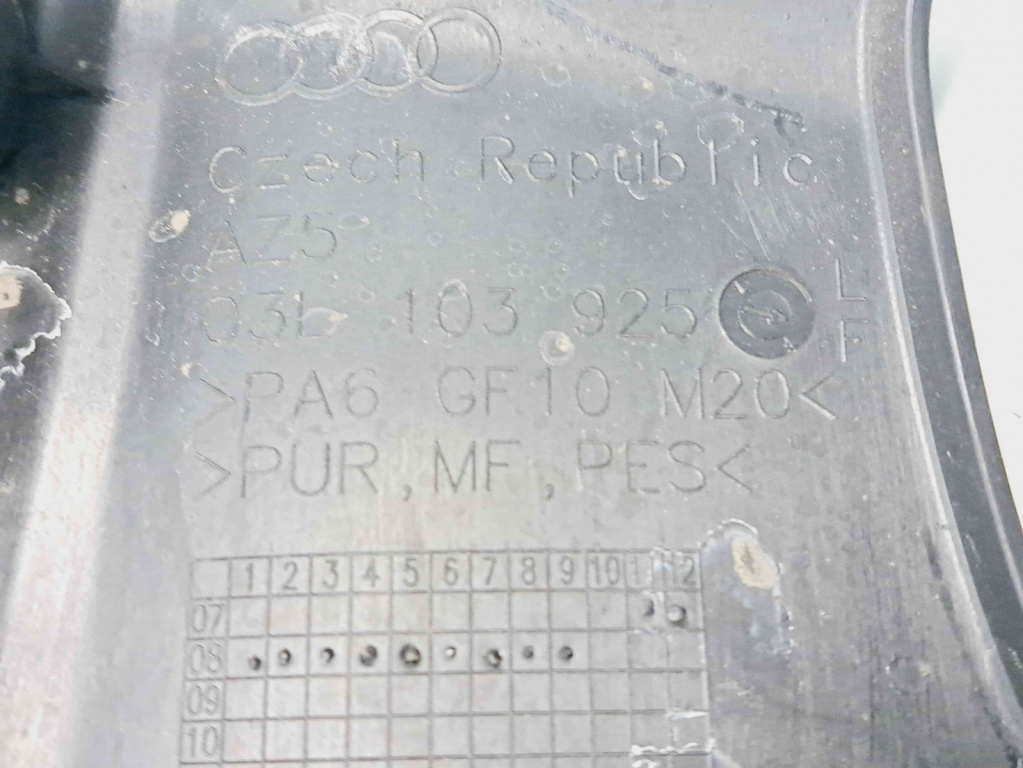 Czech Republic
AZ5
03L 103 925
L
F
>PA6 GF10 M20<
>PUR, MF, PES<
1 2 3 4 5 6 7 8 9 10 11 12
07
08
09
10